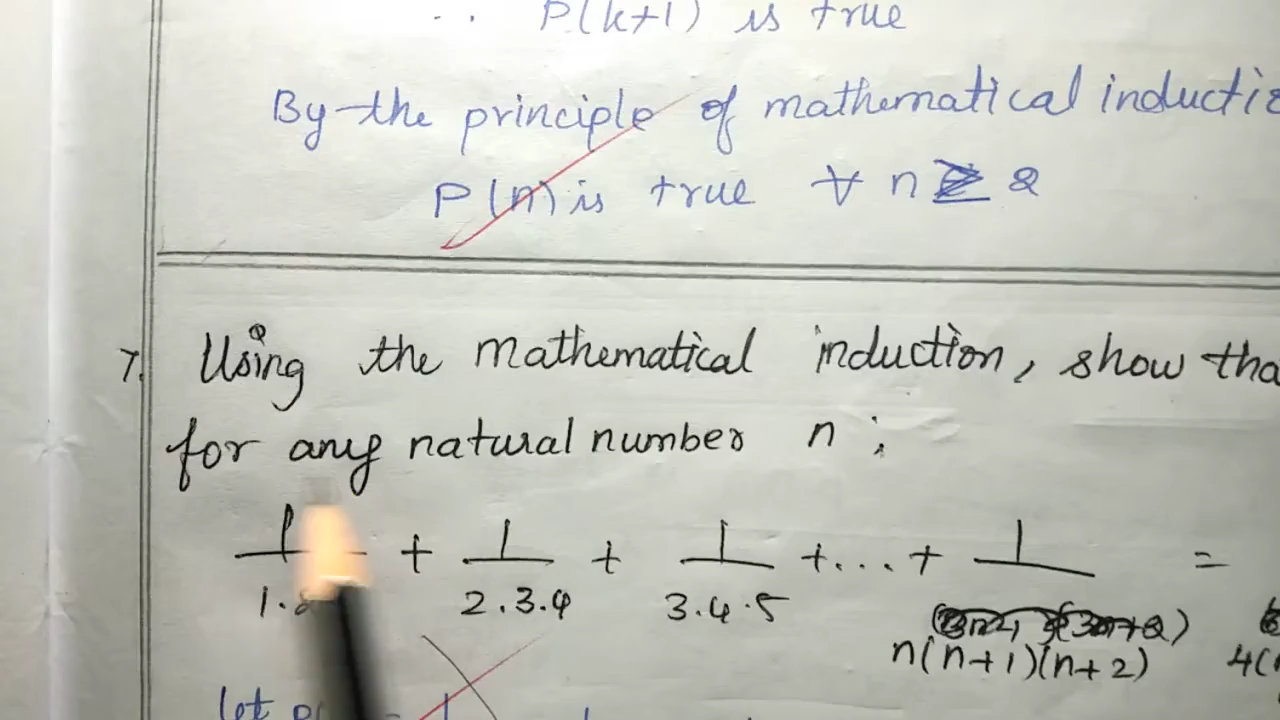 ∴ P(k+1) is true
By the principle of mathematical inductio
P(n) is true ∀ n ≥ 2
7. Using the mathematical induction, show tha
for any natural number n ;
1/1. + 1/2.3.4 + 1/3.4.5 +...+ 1/n(n+1)(n+2) =
4(
let